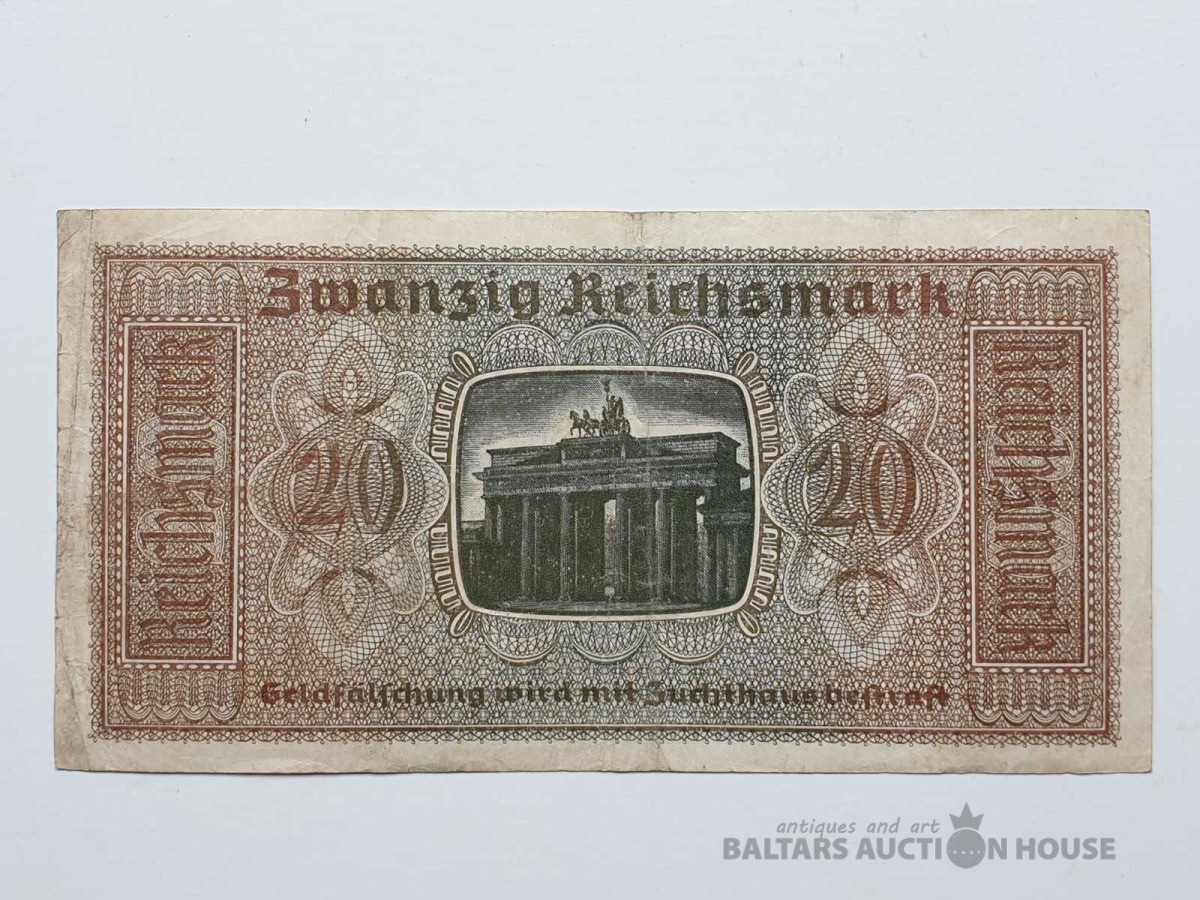 Zwanzig Reichsmark
Reichsmark
20
20
Reichsmark
Geldfälschung wird mit Zuchthaus bestraft
antiques and art
BALTARS AUCTION HOUSE